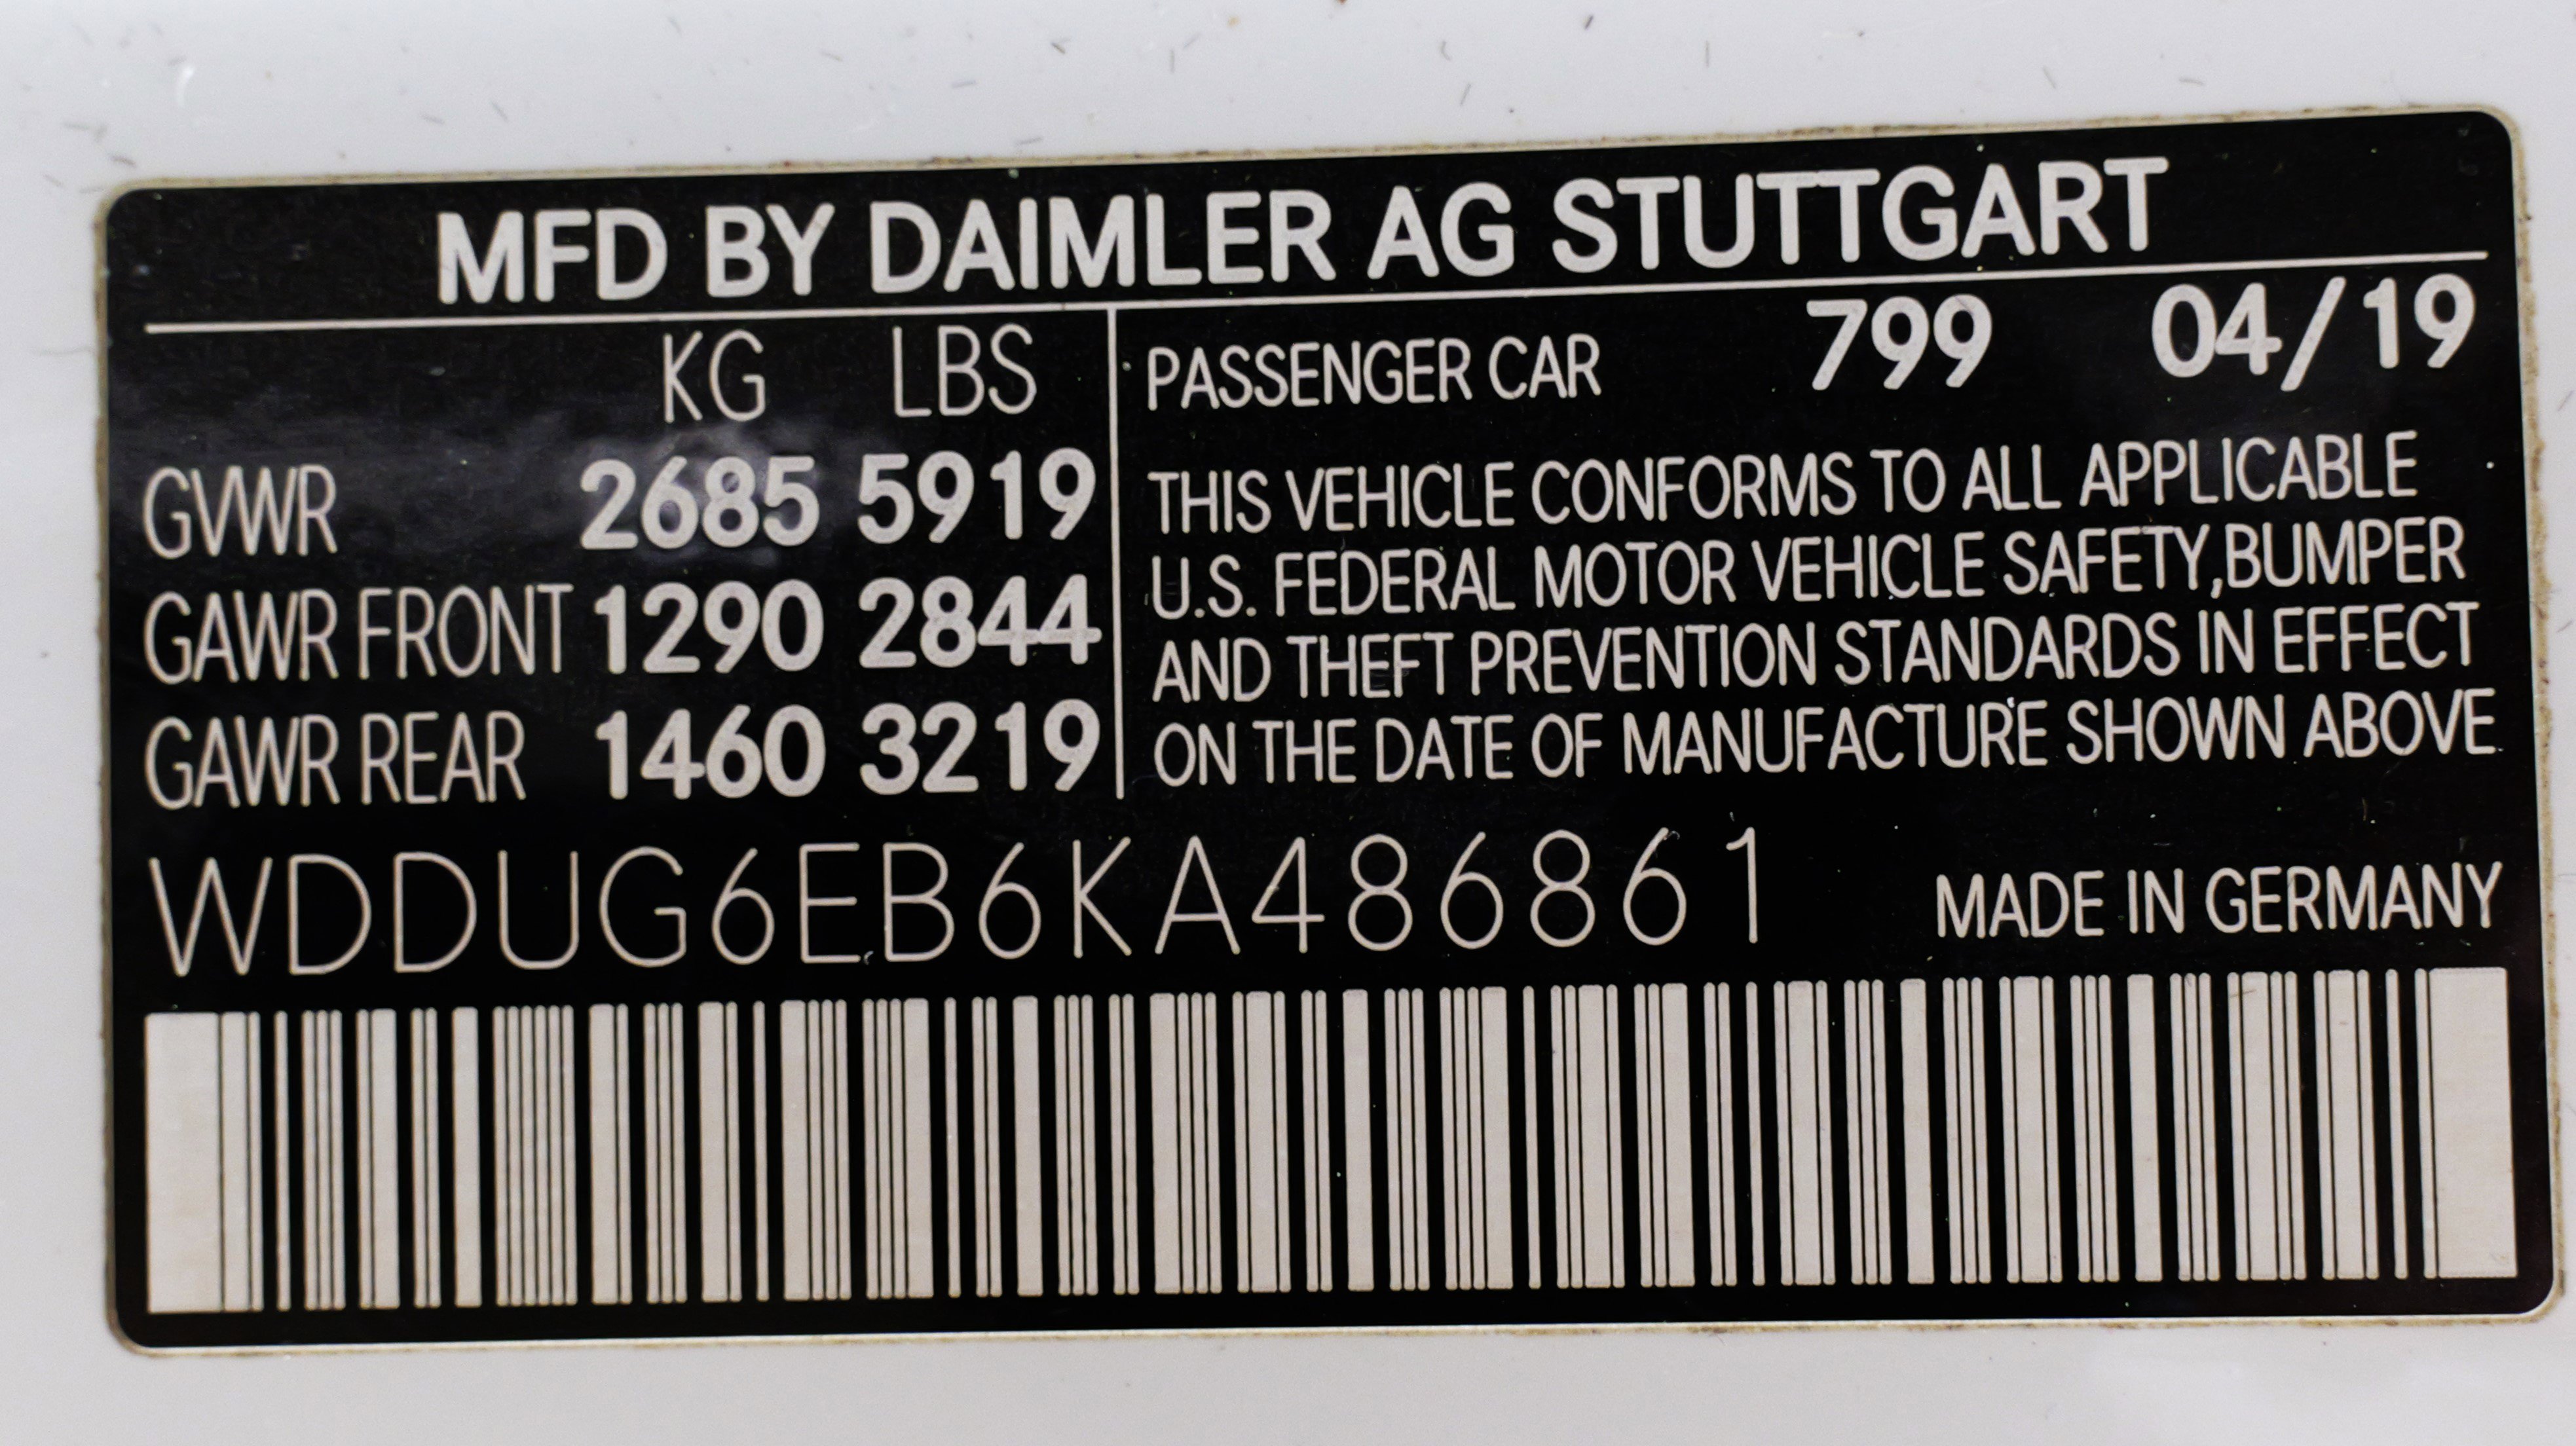 MFD BY DAIMLER AG STUTTGART
KG LBS
GVWR 2685 5919
GAWR FRONT 1290 2844
GAWR REAR 1460 3219
PASSENGER CAR 799 04/19
THIS VEHICLE CONFORMS TO ALL APPLICABLE
U.S. FEDERAL MOTOR VEHICLE SAFETY,BUMPER
AND THEFT PREVENTION STANDARDS IN EFFECT
ON THE DATE OF MANUFACTURE SHOWN ABOVE
WDDUG6EB6KA486861
MADE IN GERMANY